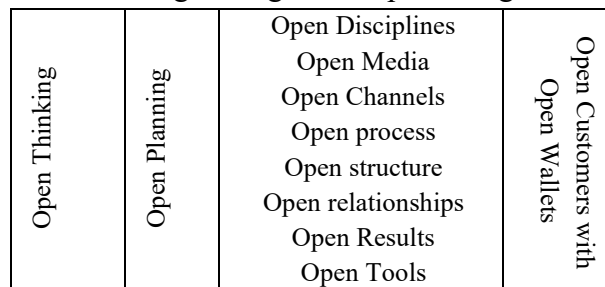 Open Thinking
Open Planning
Open Disciplines
Open Media
Open Channels
Open process
Open structure
Open relationships
Open Results
Open Tools
Open Customers with
Open Wallets